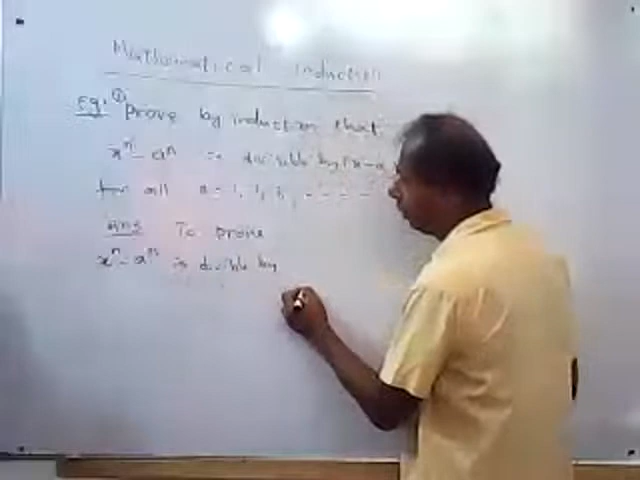 Mathematical induction
Eg: ① Prove by induction that
xⁿ - aⁿ is divisible by (x-a)
for all n = 1, 2, 3, - - - - -
ans To prove
xⁿ - aⁿ is divible by